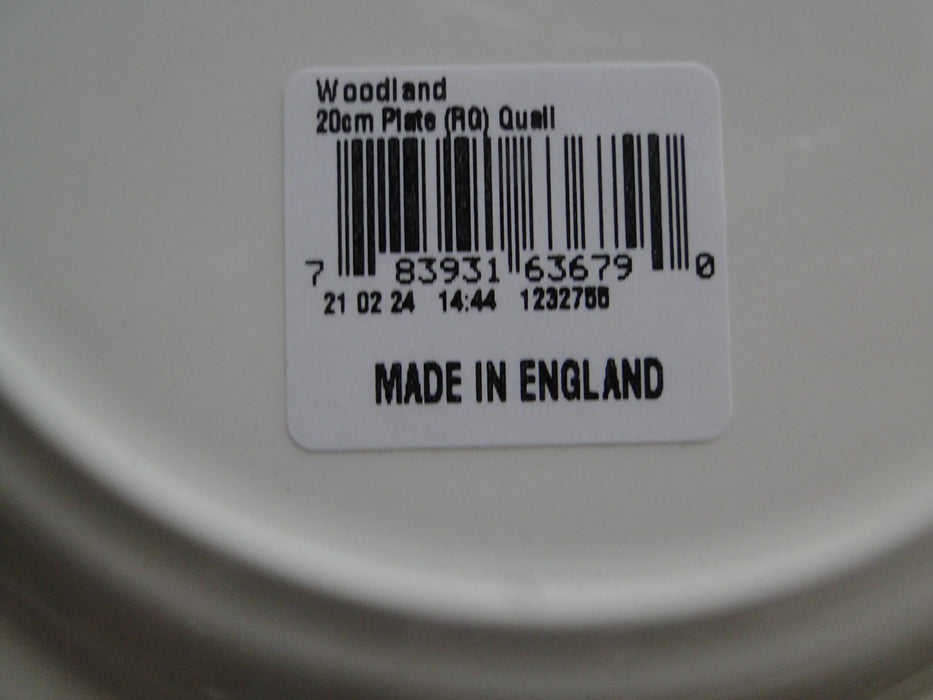 Woodland
20cm Plate (RQ) Quail
7 83931 63679 0
21 02 24 14:44 1232756
MADE IN ENGLAND